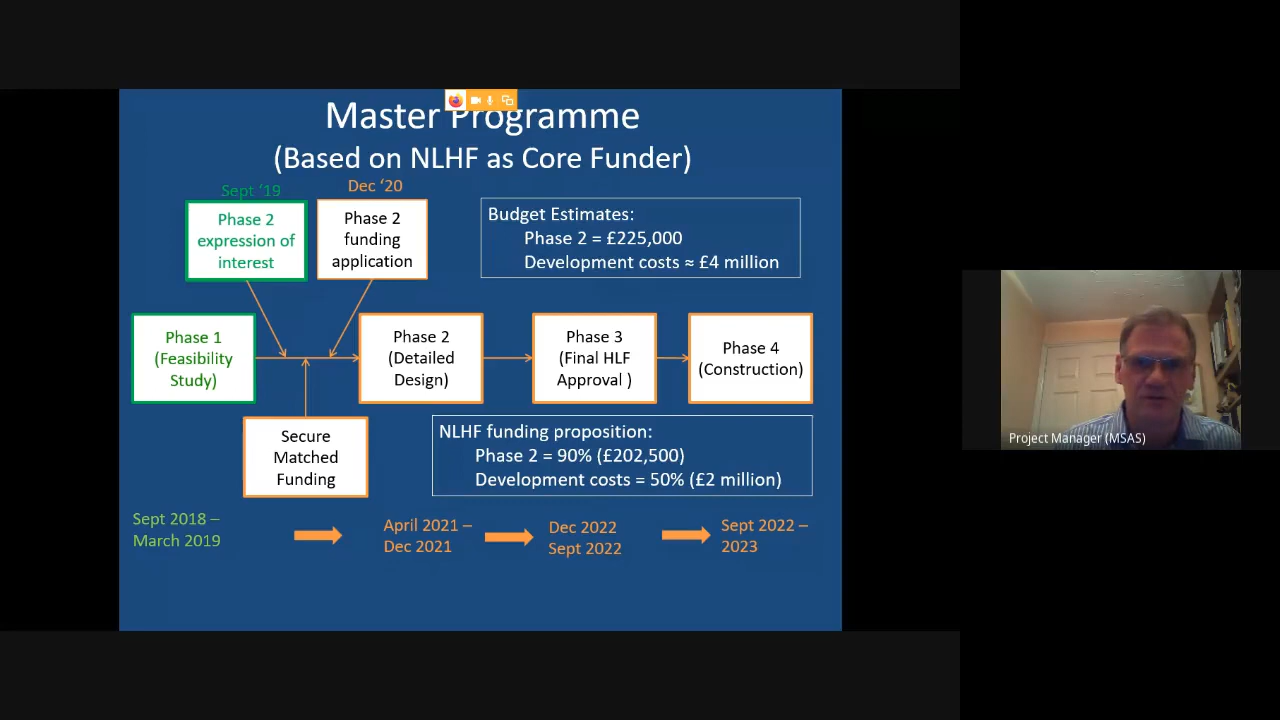 Master Programme
(Based on NLHF as Core Funder)
Sept ‘19
Dec ‘20
Phase 2
expression of
interest
Phase 2
funding
application
Budget Estimates:
Phase 2 = £225,000
Development costs ≈ £4 million
Phase 1
(Feasibility
Study)
Phase 2
(Detailed
Design)
Phase 3
(Final HLF
Approval )
Phase 4
(Construction)
Secure
Matched
Funding
NLHF funding proposition:
Phase 2 = 90% (£202,500)
Development costs = 50% (£2 million)
Sept 2018 –
March 2019
April 2021 –
Dec 2021
Dec 2022
Sept 2022
Sept 2022 –
2023
Project Manager (MSAS)